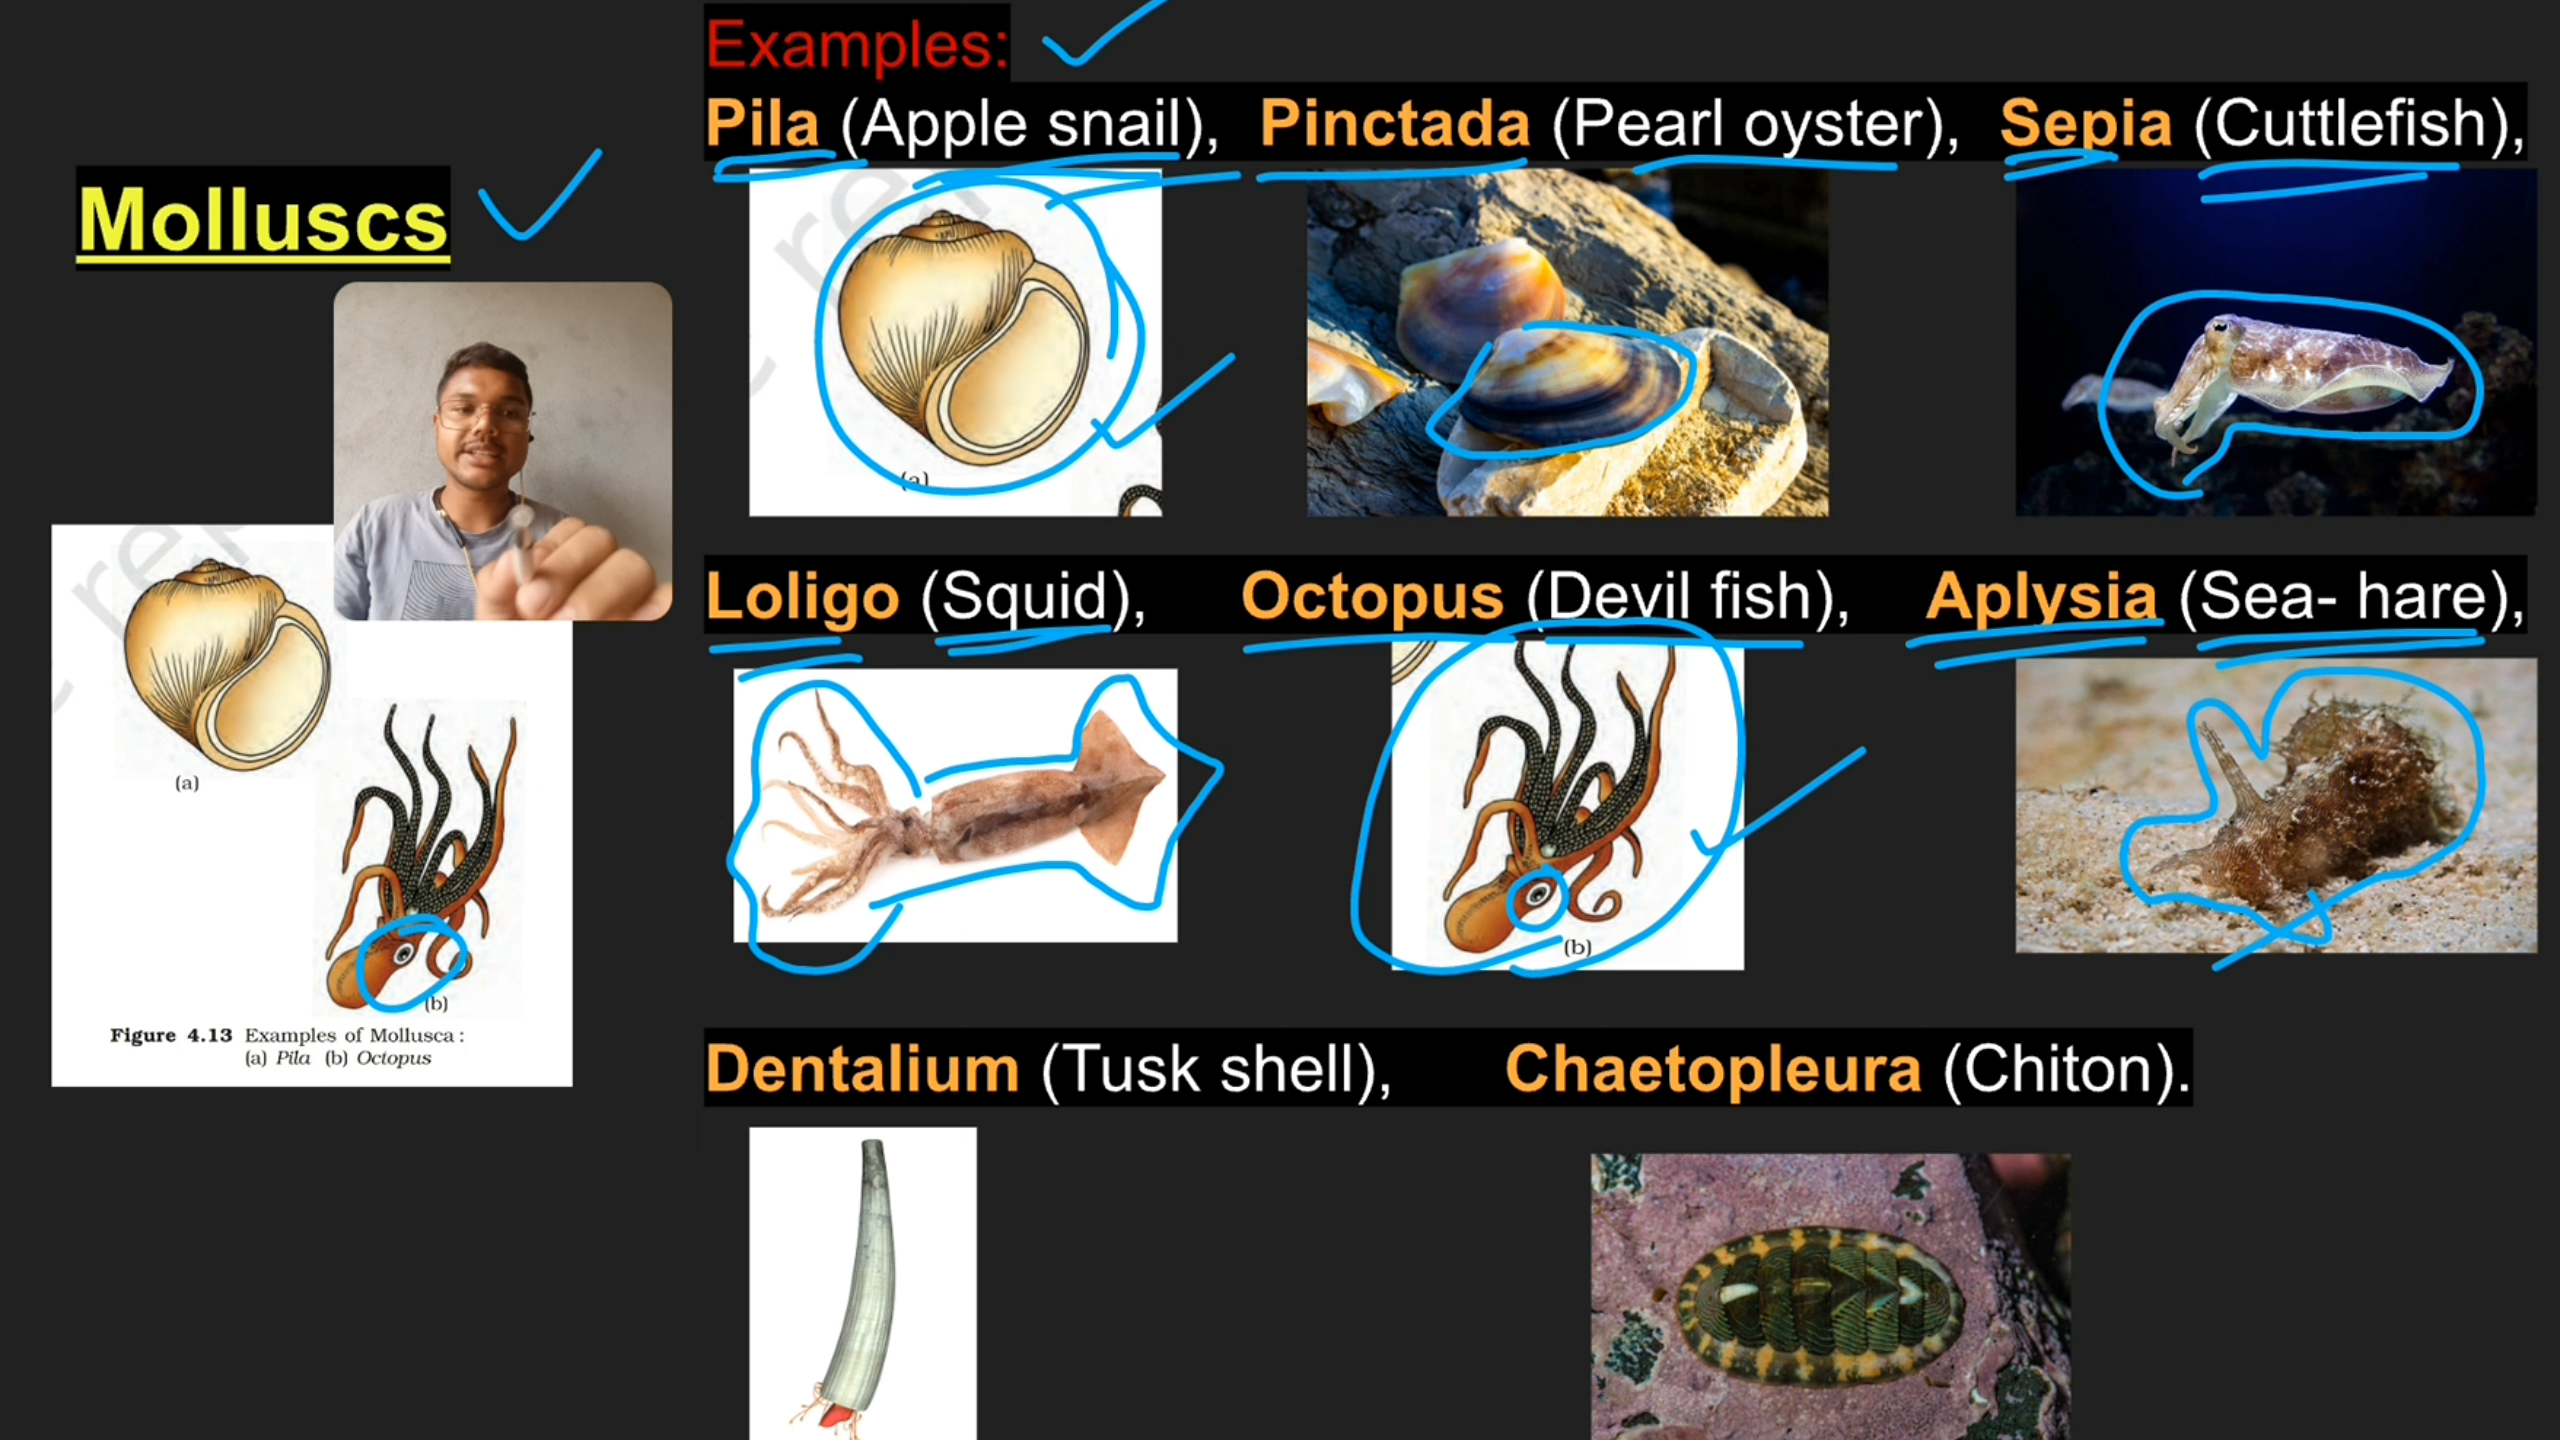 Examples:
Pila (Apple snail), Pinctada (Pearl oyster), Sepia (Cuttlefish),
Molluscs
(a)
Loligo (Squid), Octopus (Devil fish), Aplysia (Sea- hare),
(a)
(b)
(b)
Figure 4.13 Examples of Mollusca :
(a) Pila (b) Octopus
Dentalium (Tusk shell), Chaetopleura (Chiton).